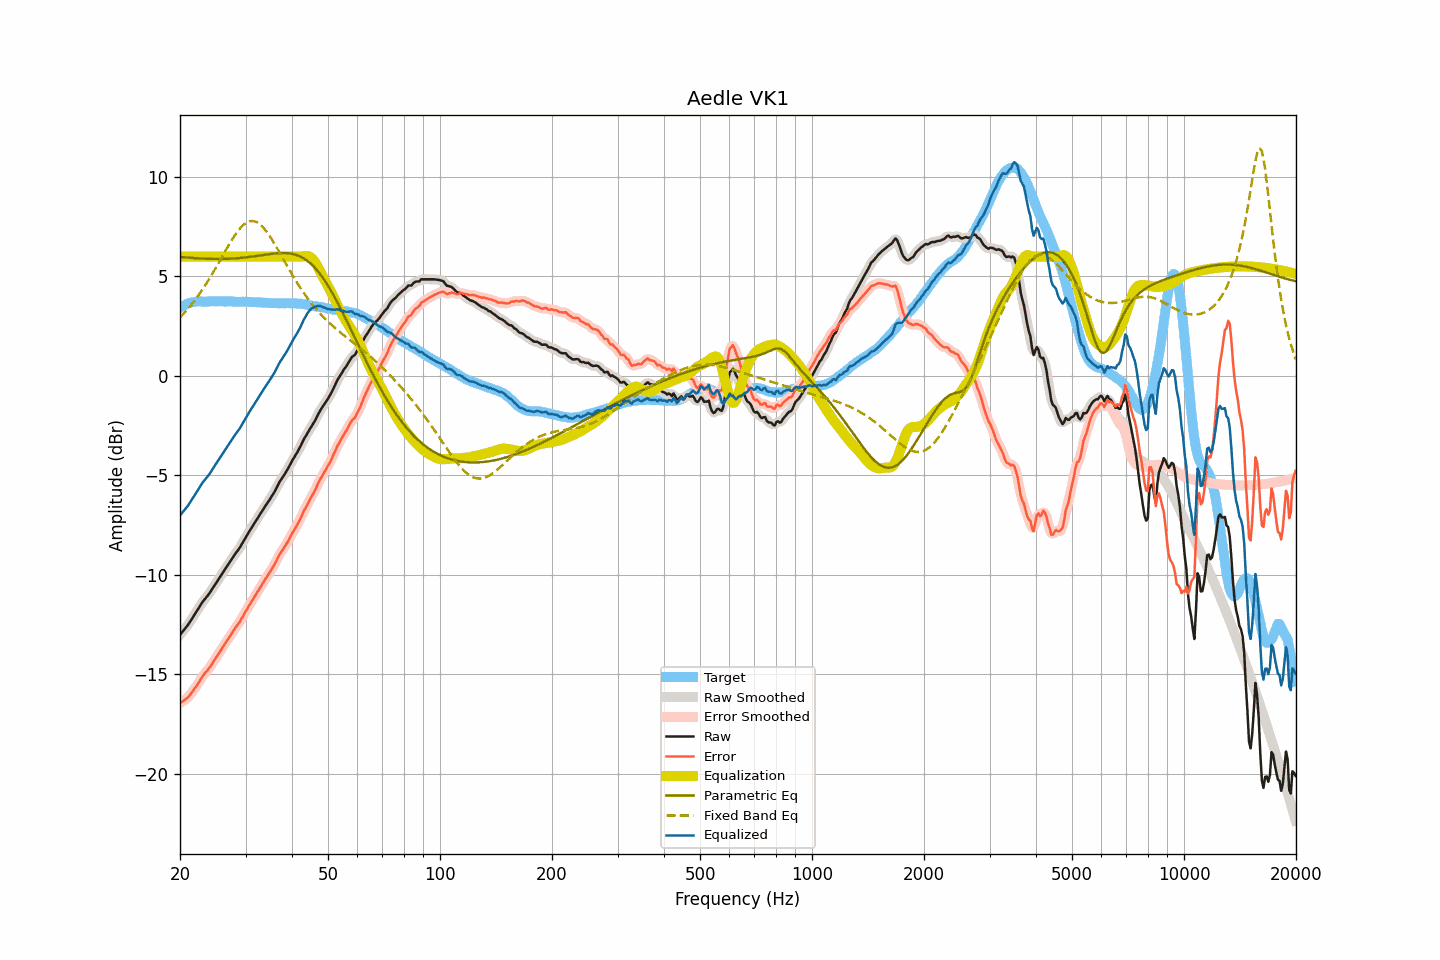 Aedle VK1
Amplitude (dBr)
10
5
0
−5
−10
−15
−20
Target
Raw Smoothed
Error Smoothed
Raw
Error
Equalization
Parametric Eq
Fixed Band Eq
Equalized
20
50
100
200
500
1000
2000
5000
10000
20000
Frequency (Hz)